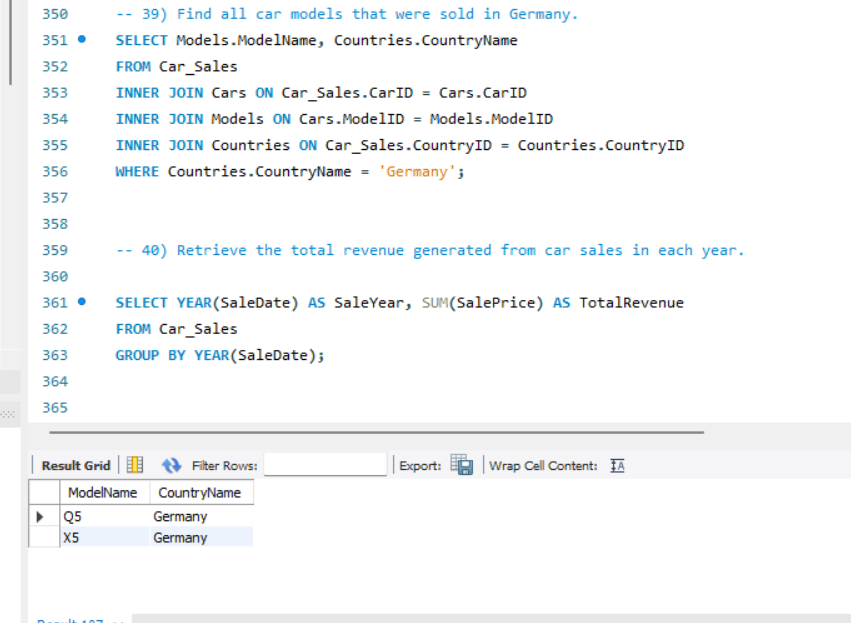 350 -- 39) Find all car models that were sold in Germany.
351 SELECT Models.ModelName, Countries.CountryName
352 FROM Car_Sales
353 INNER JOIN Cars ON Car_Sales.CarID = Cars.CarID
354 INNER JOIN Models ON Cars.ModelID = Models.ModelID
355 INNER JOIN Countries ON Car_Sales.CountryID = Countries.CountryID
356 WHERE Countries.CountryName = 'Germany';
357
358
359 -- 40) Retrieve the total revenue generated from car sales in each year.
360
361 SELECT YEAR(SaleDate) AS SaleYear, SUM(SalePrice) AS TotalRevenue
362 FROM Car_Sales
363 GROUP BY YEAR(SaleDate);
364
365
Result Grid Filter Rows: Export: Wrap Cell Content: IA
ModelName CountryName
Q5 Germany
X5 Germany